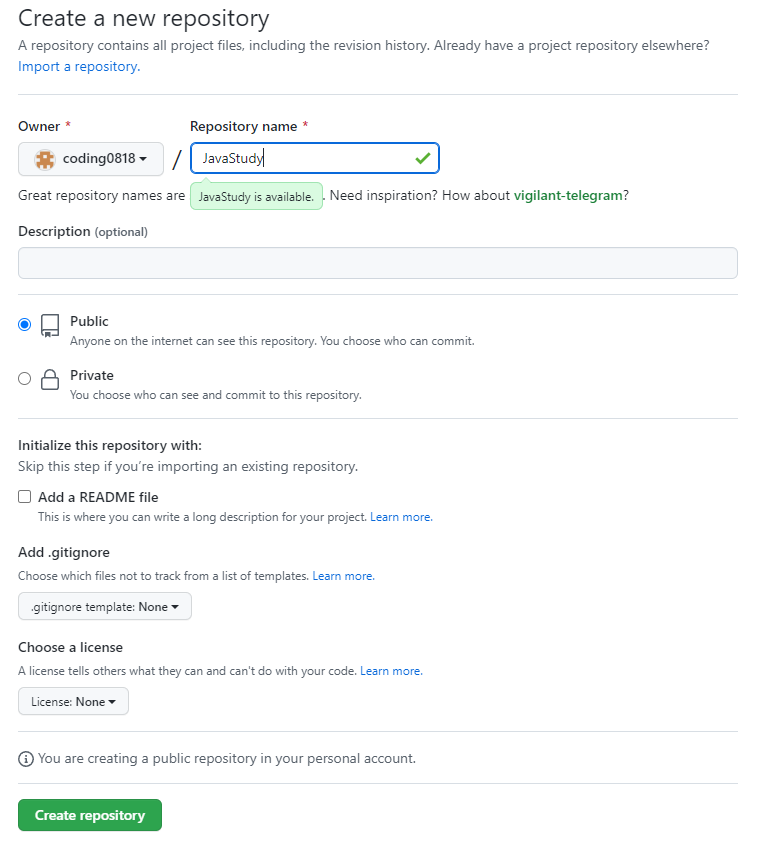 Create a new repository
A repository contains all project files, including the revision history. Already have a project repository elsewhere?
Import a repository.
Owner *
Repository name *
coding0818
/
JavaStudy
Great repository names are
JavaStudy is available.
. Need inspiration? How about vigilant-telegram?
Description (optional)
Public
Anyone on the internet can see this repository. You choose who can commit.
Private
You choose who can see and commit to this repository.
Initialize this repository with:
Skip this step if you're importing an existing repository.
Add a README file
This is where you can write a long description for your project. Learn more.
Add .gitignore
Choose which files not to track from a list of templates. Learn more.
.gitignore template: None
Choose a license
A license tells others what they can and can't do with your code. Learn more.
License: None
You are creating a public repository in your personal account.
Create repository